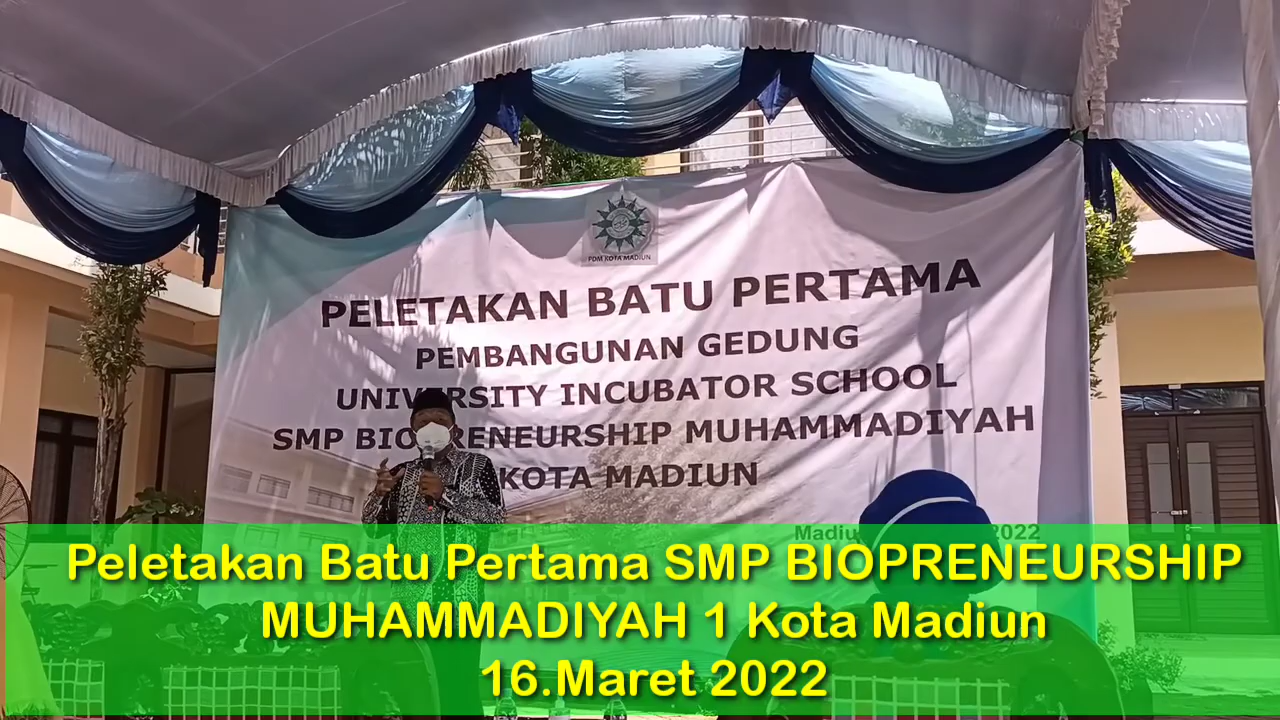 PDM KOTA MADIUN
PELETAKAN BATU PERTAMA
PEMBANGUNAN GEDUNG
UNIVERSITY INCUBATOR SCHOOL
SMP MUHAMMADIYAH
KOTA MADIUN
2022
Peletakan Batu Pertama SMP BIOPRENEURSHIP
MUHAMMADIYAH 1 Kota Madiun
16.Maret 2022